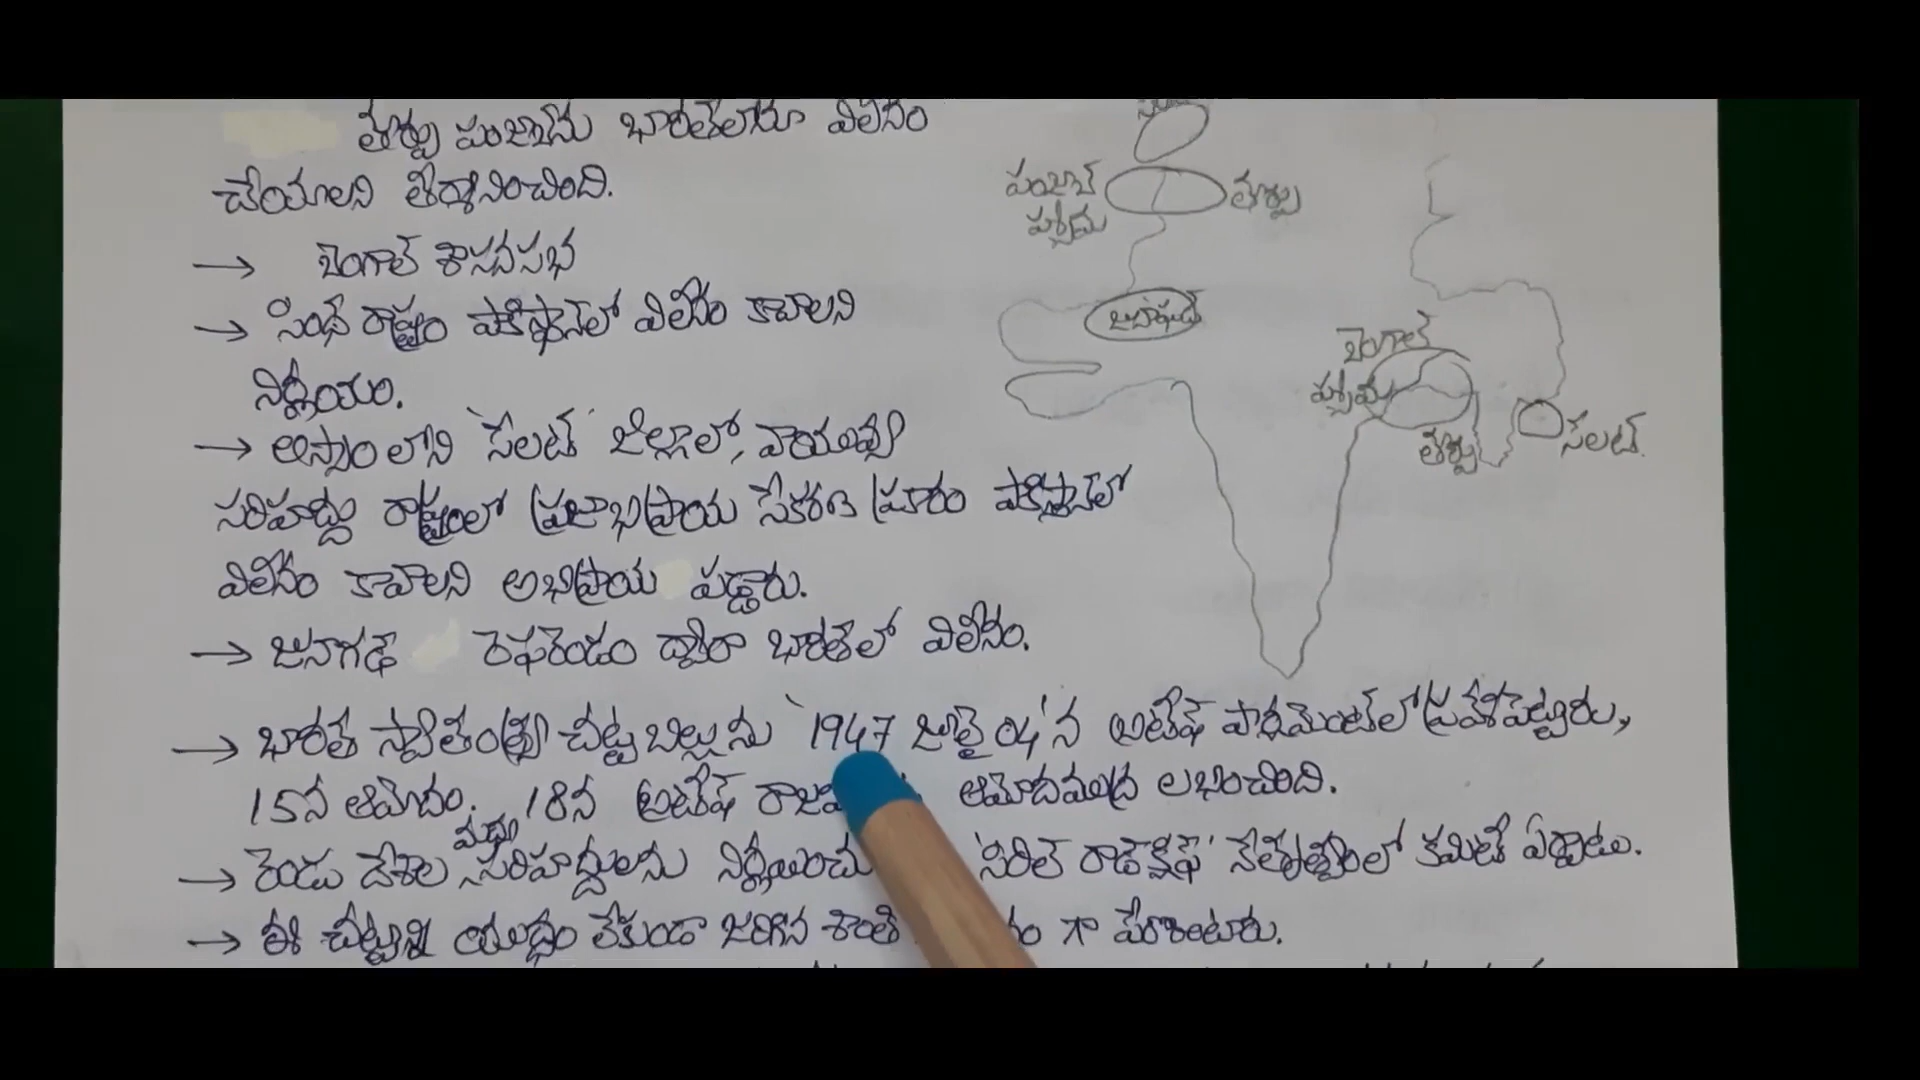 తూర్పు పంజాబ్‌ను భారత్‌లోనూ విలీనం
చేయాలని తీర్మానించింది.
→ బెంగాల్ శాసనసభ
→ సింధ్ రాష్ట్రం పాకిస్థాన్‌లో విలీనం కావాలని
నిర్ణయం.
→ అస్సాంలోని 'సేలట్' జిల్లాలో, వాయువ్య
సరిహద్దు రాష్ట్రంలో ప్రజాభిప్రాయ సేకరణ ద్వారా పాకిస్థాన్‌లో
విలీనం కావాలని అభిప్రాయ పడ్డారు.
→ జునాగఢ్ రెఫరెండం ద్వారా భారత్‌లో విలీనం.
→ భారత స్వాతంత్ర్య చట్ట బిల్లును '1947 జూలై 04'న బ్రిటిష్ పార్లమెంట్‌లో ప్రవేశపెట్టారు,
15న ఆమోదం. 18న బ్రిటిష్ ఆమోదముద్ర లభించింది.
→ రెండు దేశాల మధ్య సరిహద్దులను నిర్ణయించు 'సిరిల్ రాడ్‌క్లిఫ్' నేతృత్వంలో కమిటీ ఏర్పాటు.
→ ఈ చట్టాన్ని యుద్ధం లేకుండా జరిగిన శాంతి గా పేర్కొంటారు.
పంజాబ్
పశ్చిమ
తూర్పు
జునాఘడ్
బెంగాల్
పశ్చిమ
తూర్పు
సేలట్.